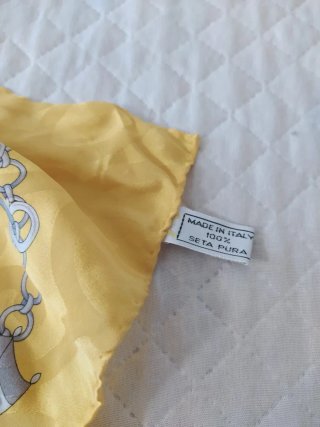 MADE IN ITALY
100%
SETA PURA